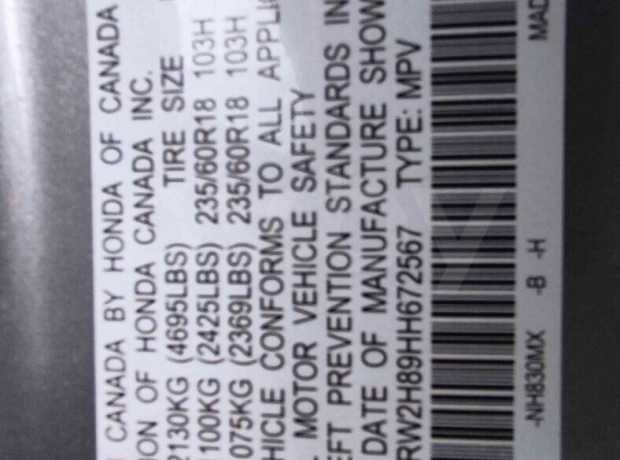 CANADA BY HONDA OF CANADA
ION OF HONDA CANADA INC.
2130KG (4695LBS) TIRE SIZE
100KG (2425LBS) 235/60R18 103H
075KG (2369LBS) 235/60R18 103H
HICLE CONFORMS TO ALL APPLI
MOTOR VEHICLE SAFETY
EFT PREVENTION STANDARDS IN
DATE OF MANUFACTURE SHOW
RW2H89HH672567 TYPE: MPV
-NH830MX -B -H MAD